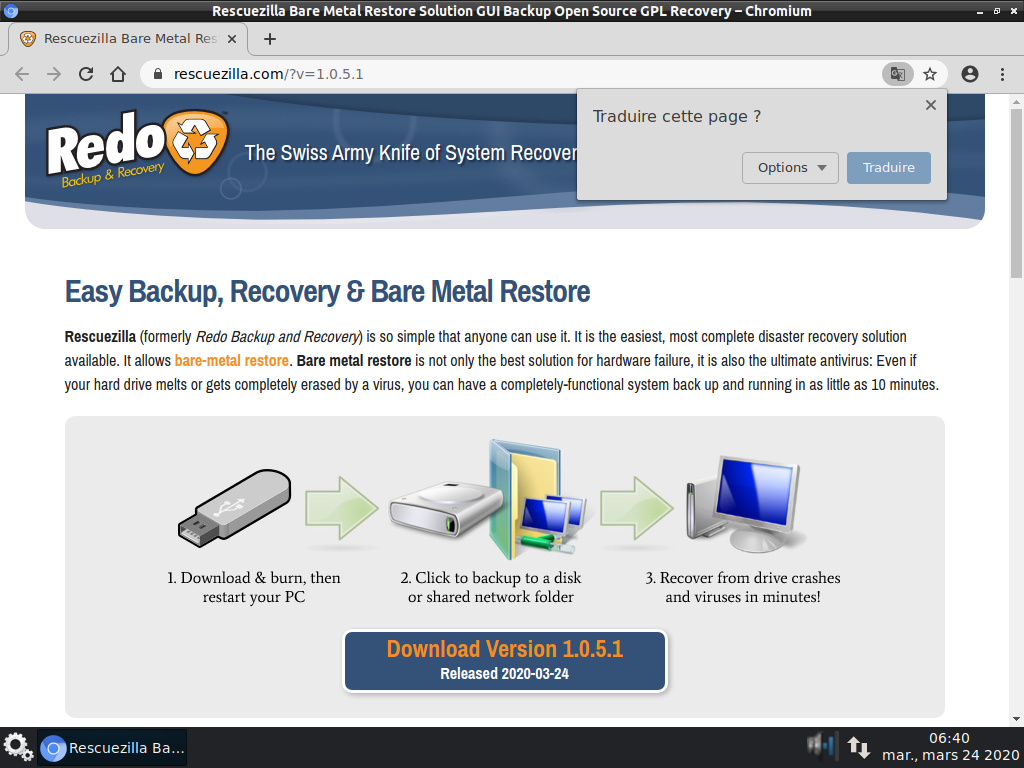 Rescuezilla Bare Metal Restore Solution GUI Backup Open Source GPL Recovery – Chromium
Rescuezilla Bare Metal Res
rescuezilla.com/?v=1.0.5.1
Traduire cette page ?
Options
Traduire
Redo
Backup & Recovery
The Swiss Army Knife of System Recover
Easy Backup, Recovery & Bare Metal Restore
Rescuezilla (formerly Redo Backup and Recovery) is so simple that anyone can use it. It is the easiest, most complete disaster recovery solution
available. It allows bare-metal restore. Bare metal restore is not only the best solution for hardware failure, it is also the ultimate antivirus: Even if
your hard drive melts or gets completely erased by a virus, you can have a completely-functional system back up and running in as little as 10 minutes.
1. Download & burn, then
restart your PC
2. Click to backup to a disk
or shared network folder
3. Recover from drive crashes
and viruses in minutes!
Download Version 1.0.5.1
Released 2020-03-24
Rescuezilla Ba...
06:40
mar., mars 24 2020